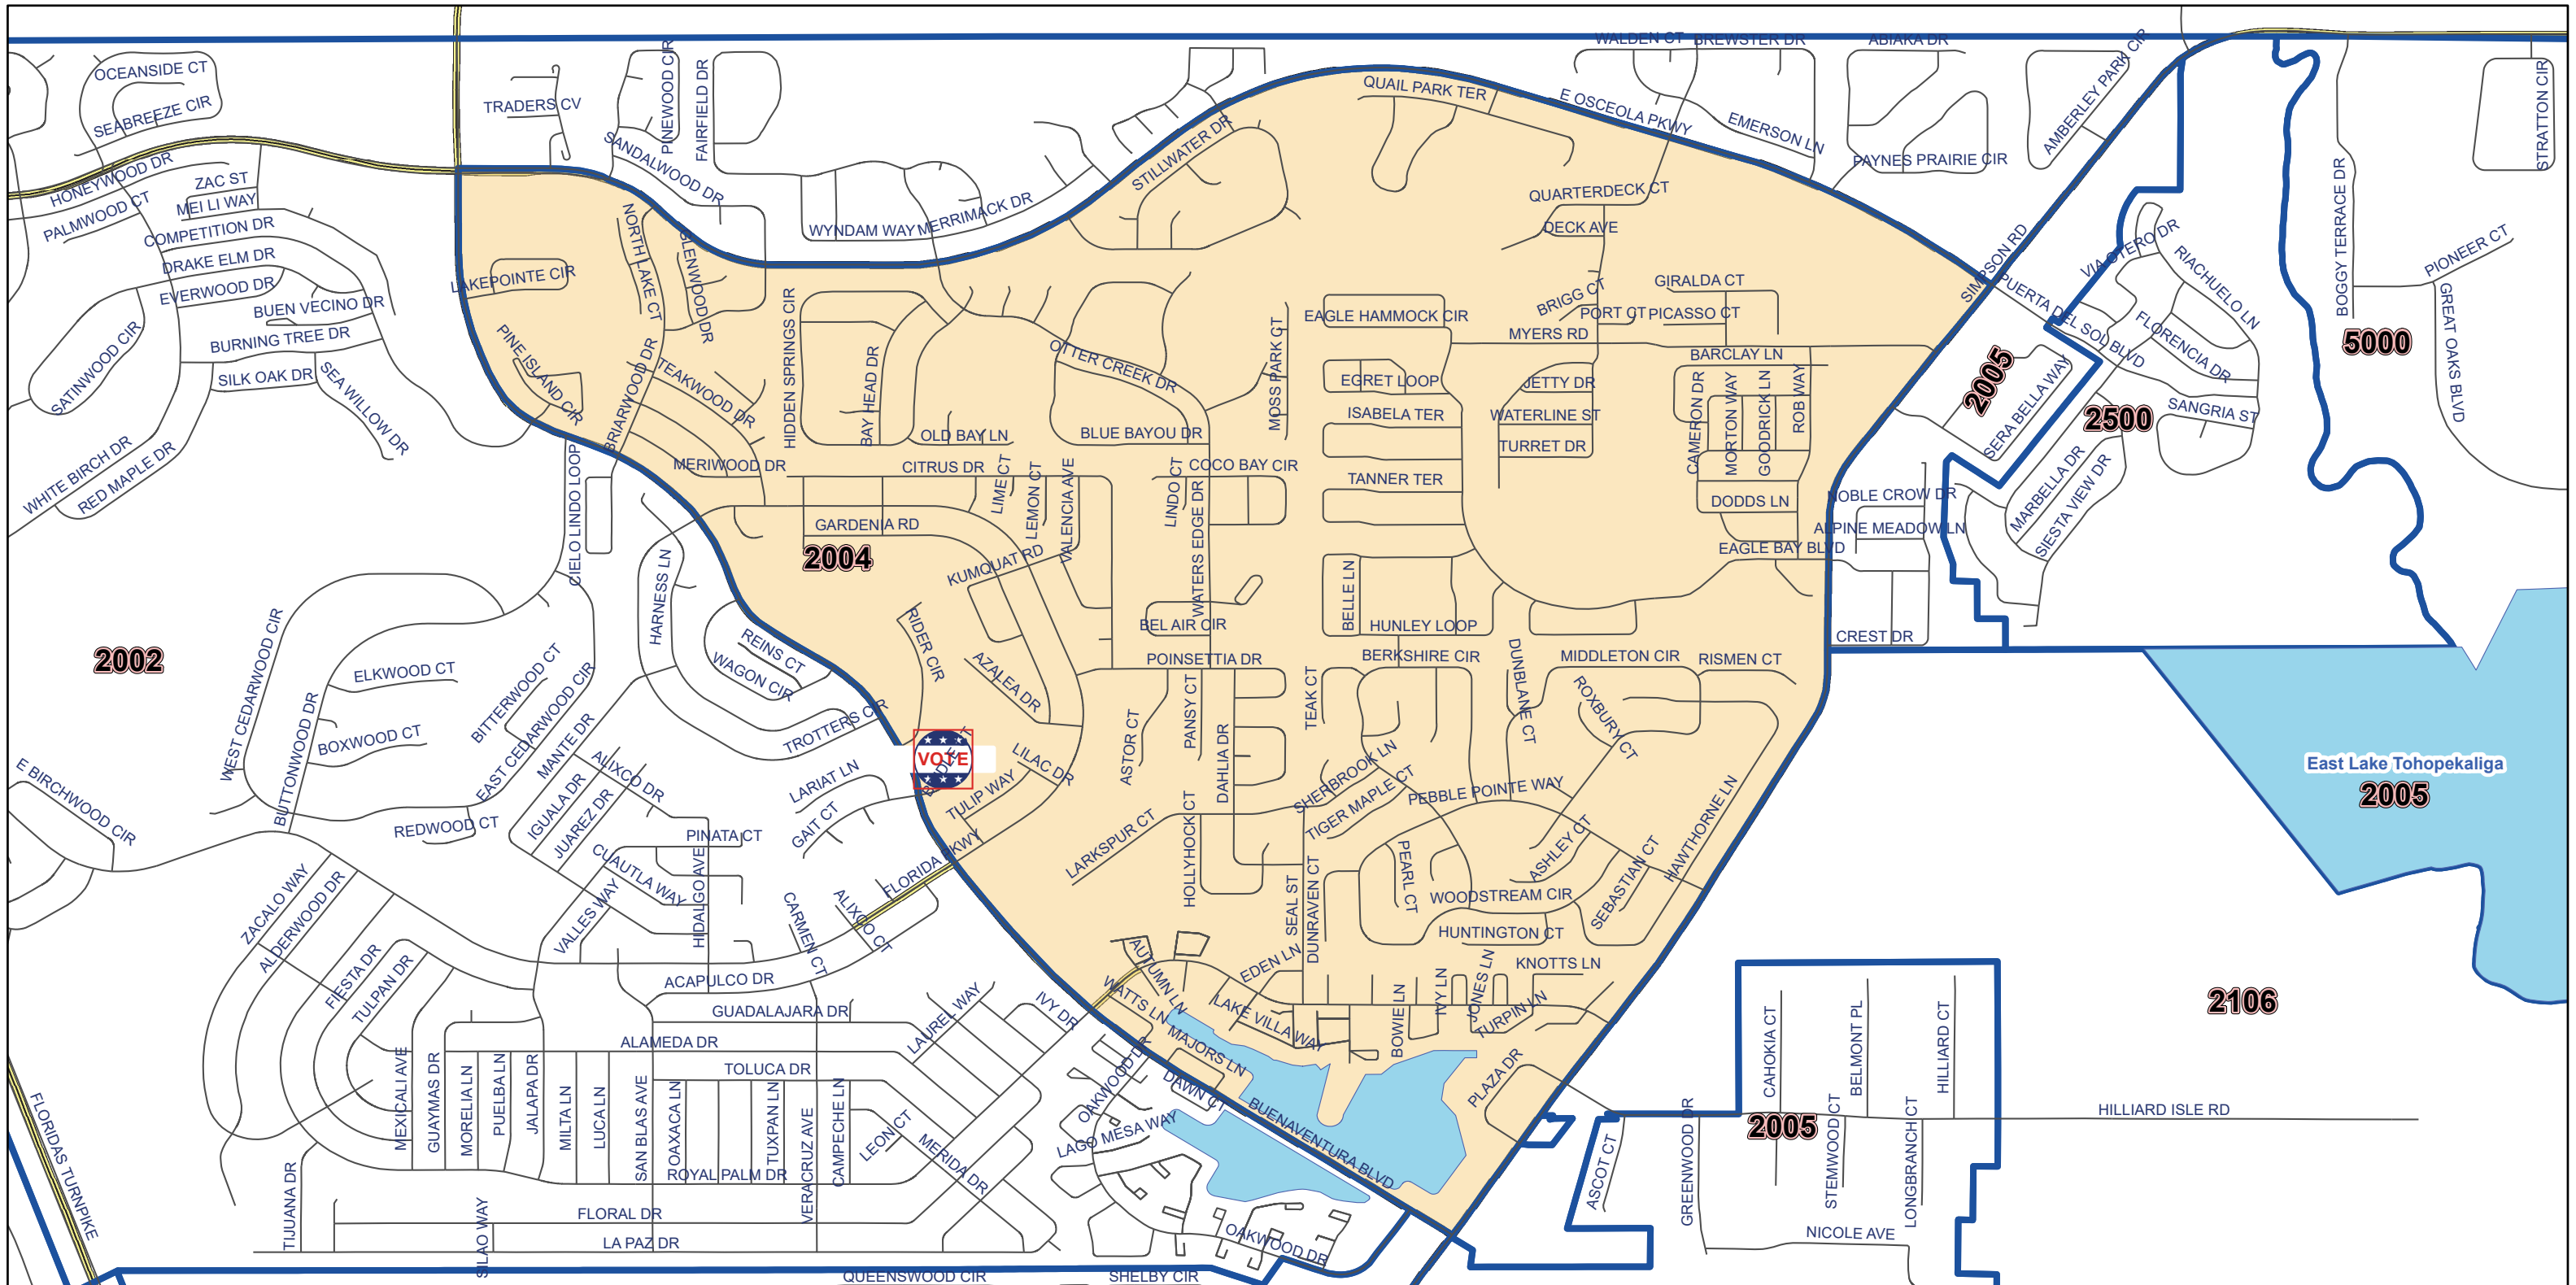 WALDEN CT
BREWSTER DR
ABIAKA DR
OCEANSIDE CT
SEABREEZE CIR
TRADERS CV
PINEWOOD CIR
FAIRFIELD DR
SANDALWOOD DR
QUAIL PARK TER
E OSCEOLA PKWY
EMERSON LN
PAYNES PRAIRIE CIR
AMBERLEY PARK CIR
STRATTON CIR
HONEYWOOD DR
PALMWOOD CT
ZAC ST
MEI LI WAY
COMPETITION DR
DRAKE ELM DR
EVERWOOD DR
BUEN VECINO DR
BURNING TREE DR
SILK OAK DR
SATINWOOD CIR
SEA WILLOW DR
WHITE BIRCH DR
RED MAPLE DR
STILLWATER DR
WYNDAM WAY
MERRIMACK DR
NORTH LAKE CT
GLENWOOD DR
LAKEPOINTE CIR
PINE ISLAND CIR
BRIARWOOD DR
TEAKWOOD DR
HIDDEN SPRINGS CIR
BAY HEAD DR
OLD BAY LN
OTTER CREEK DR
BLUE BAYOU DR
MOSS PARK CT
QUARTERDECK CT
DECK AVE
BRIGG CT
GIRALDA CT
PORT CT
PICASSO CT
EAGLE HAMMOCK CIR
MYERS RD
BARCLAY LN
EGRET LOOP
JETTY DR
ISABELA TER
WATERLINE ST
TURRET DR
TANNER TER
CAMERON DR
MORTON WAY
GOODRICK LN
ROB WAY
DODDS LN
SIMPSON RD
PUERTA DEL SOL BLVD
VIA OTERO DR
RIACHUELO LN
FLORENCIA DR
SANGRIA ST
SERA BELLA WAY
MARBELLA DR
SIESTA VIEW DR
2005
2500
5000
BOGGY TERRACE DR
PIONEER CT
GREAT OAKS BLVD
NOBLE CROW DR
ALPINE MEADOW LN
EAGLE BAY BLVD
CREST DR
MERIWOOD DR
CITRUS DR
LIME CT
LEMON CT
VALENCIA AVE
LINDO CT
COCO BAY CIR
WATERS EDGE DR
GARDENIA RD
KUMQUAT RD
2004
CIELO LINDO LOOP
HARNESS LN
REINS CT
WAGON CIR
TROTTERS CIR
RIDER CIR
AZALEA DR
BEL AIR CIR
BELLE LN
HUNLEY LOOP
POINSETTIA DR
BERKSHIRE CIR
DUNBLANE CT
MIDDLETON CIR
RISMEN CT
ROXBURY CT
TEAK CT
PANSY CT
ASTOR CT
DAHLIA DR
SHERBROOK LN
TIGER MAPLE CT
PEBBLE POINTE WAY
HAWTHORNE LN
2002
WEST CEDARWOOD CIR
ELKWOOD CT
BOXWOOD CT
BUTTONWOOD DR
BITTERWOOD CT
EAST CEDARWOOD CIR
MANTE DR
ALIXCO DR
IGUALA DR
JUAREZ DR
REDWOOD CT
E BIRCHWOOD CIR
LARIAT LN
GAIT CT
PINATA CT
CUAUTLA WAY
HIDALGO AVE
VALLES WAY
CARMEN CT
ALIXCO CT
FLORIDA PKWY
VOTE
LILAC DR
TULIP WAY
LARKSPUR CT
HOLLYHOCK CT
SEAL ST
DUNRAVEN CT
PEARL CT
ASHLEY CT
SEBASTIAN CT
WOODSTREAM CIR
HUNTINGTON CT
KNOTTS LN
EDEN LN
AUTUMN LN
WATTS LN
MAJORS LN
LAKE VILLA WAY
DAWN CT
BOWIE LN
IVY LN
JONES LN
TURPIN LN
PLAZA DR
BUENAVENTURA BLVD
East Lake Tohopekaliga
2005
2106
ZACALO WAY
ALDERWOOD DR
FIESTA DR
TULPAN DR
ACAPULCO DR
GUADALAJARA DR
ALAMEDA DR
TOLUCA DR
LAUREL WAY
IVY DR
OAKWOOD DR
LAGO MESA WAY
MEXICALI AVE
GUAYMAS DR
MORELIA LN
PUELBA LN
JALAPA DR
MILTA LN
LUCA LN
SAN BLAS AVE
OAXACA LN
TUXPAN LN
VERACRUZ AVE
CAMPECHE LN
LEON CT
MERIDA DR
ROYAL PALM DR
FLORAL DR
LA PAZ DR
TIJUANA DR
SILAO WAY
FLORIDAS TURNPIKE
QUEENSWOOD CIR
SHELBY CIR
OAKWOOD DR
ASCOT CT
GREENWOOD DR
CAHOKIA CT
BELMONT PL
HILLIARD CT
2005
STEMWOOD CT
LONGBRANCH CT
HILLIARD ISLE RD
NICOLE AVE